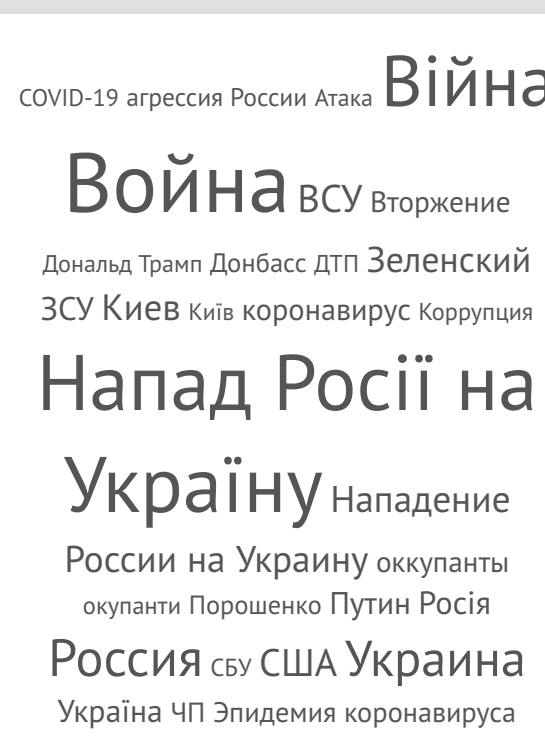 COVID-19 агрессия России Атака Війна
Война ВСУ Вторжение
Дональд Трамп Донбасс ДТП Зеленский
ЗСУ Киев Київ коронавирус Коррупция
Напад Росії на
Україну Нападение
России на Украину оккупанты
окупанти Порошенко Путин Росія
Россия СБУ США Украина
Україна ЧП Эпидемия коронавируса